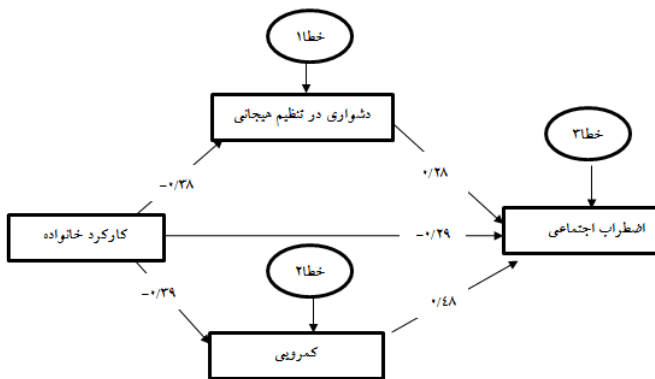 خطا۱
دشواری در تنظیم هیجانی
خطا۳
۰/۲۸
-۰/۳۸
اضطراب اجتماعی
کارکرد خانواده
-۰/۲۹
خطا۲
-۰/۳۹
۰/٤۸
کمرویی